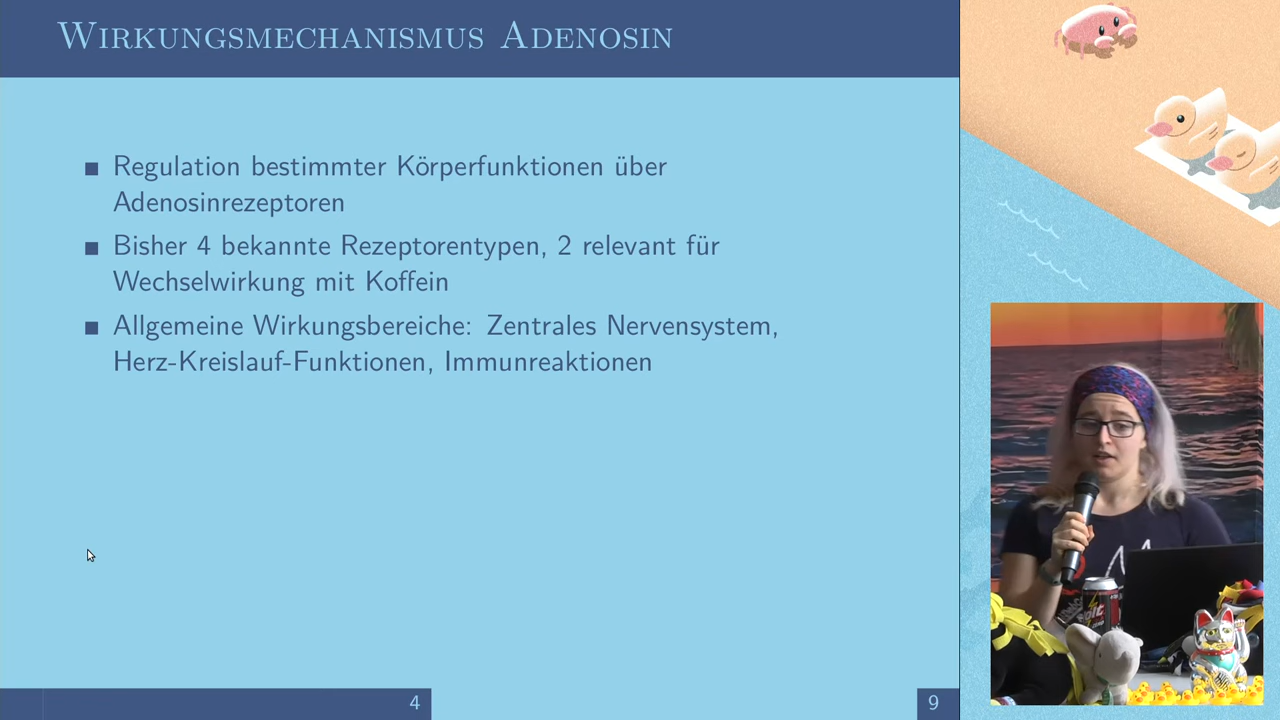 Wirkungsmechanismus Adenosin
■ Regulation bestimmter Körperfunktionen über
Adenosinrezeptoren
■ Bisher 4 bekannte Rezeptorentypen, 2 relevant für
Wechselwirkung mit Koffein
■ Allgemeine Wirkungsbereiche: Zentrales Nervensystem,
Herz-Kreislauf-Funktionen, Immunreaktionen
4
9